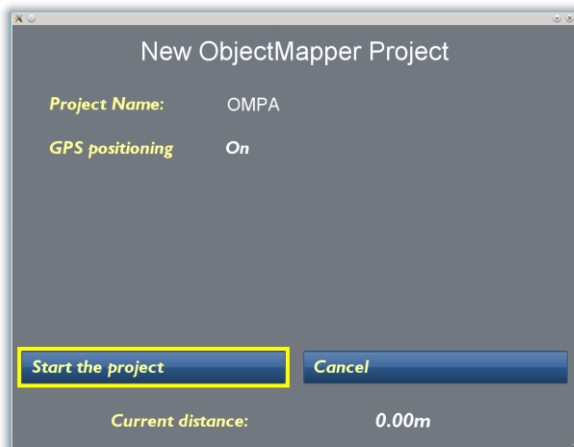 New ObjectMapper Project
Project Name: OMPA
GPS positioning On
Start the project Cancel
Current distance: 0.00m